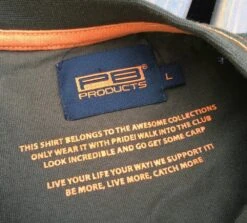 PB®
PRODUCTS
L
THIS SHIRT BELONGS TO THE AWESOME COLLECTIONS
ONLY WEAR IT WITH PRIDE! WALK INTO THE CLUB
LOOK INCREDIBLE AND GO GET SOME CARP
LIVE YOUR LIFE YOUR WAY! WE SUPPORT IT!
BE MORE, LIVE MORE, CATCH MORE